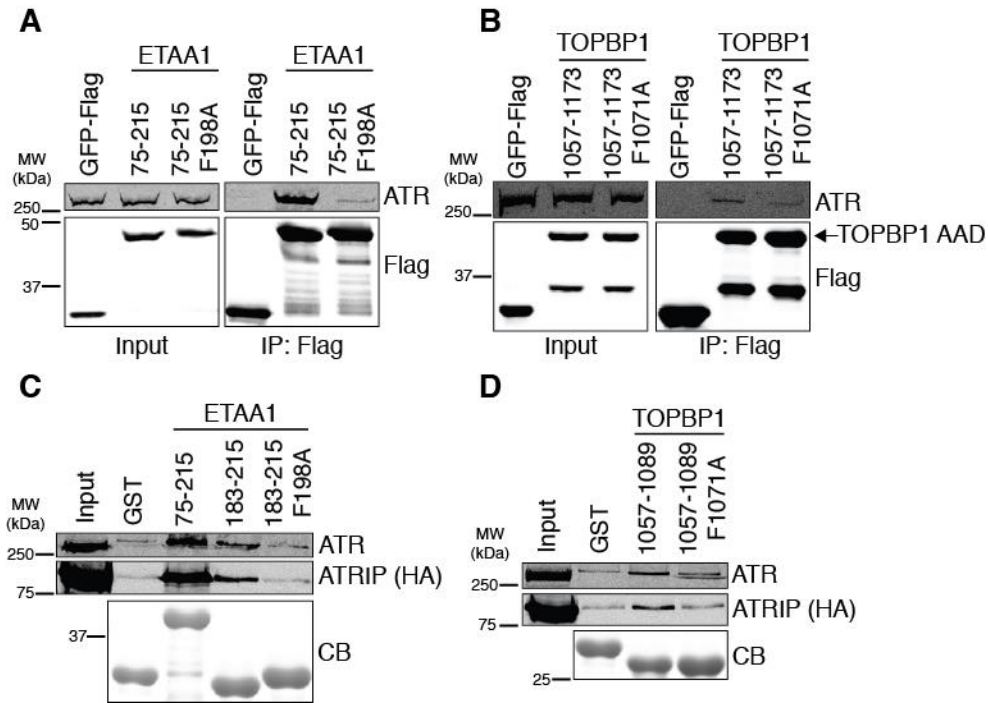 A
ETAA1
ETAA1
GFP-Flag
75-215
75-215
F198A
GFP-Flag
75-215
75-215
F198A
MW
(kDa)
250
50
37
ATR
Flag
Input
IP: Flag
B
TOPBP1
TOPBP1
GFP-Flag
1057-1173
1057-1173
F1071A
GFP-Flag
1057-1173
1057-1173
F1071A
MW
(kDa)
250
37
ATR
TOPBP1 AAD
Flag
Input
IP: Flag
C
ETAA1
Input
GST
75-215
183-215
183-215
F198A
MW
(kDa)
250
75
37
ATR
ATRIP (HA)
CB
D
TOPBP1
Input
GST
1057-1089
1057-1089
F1071A
MW
(kDa)
250
75
25
ATR
ATRIP (HA)
CB